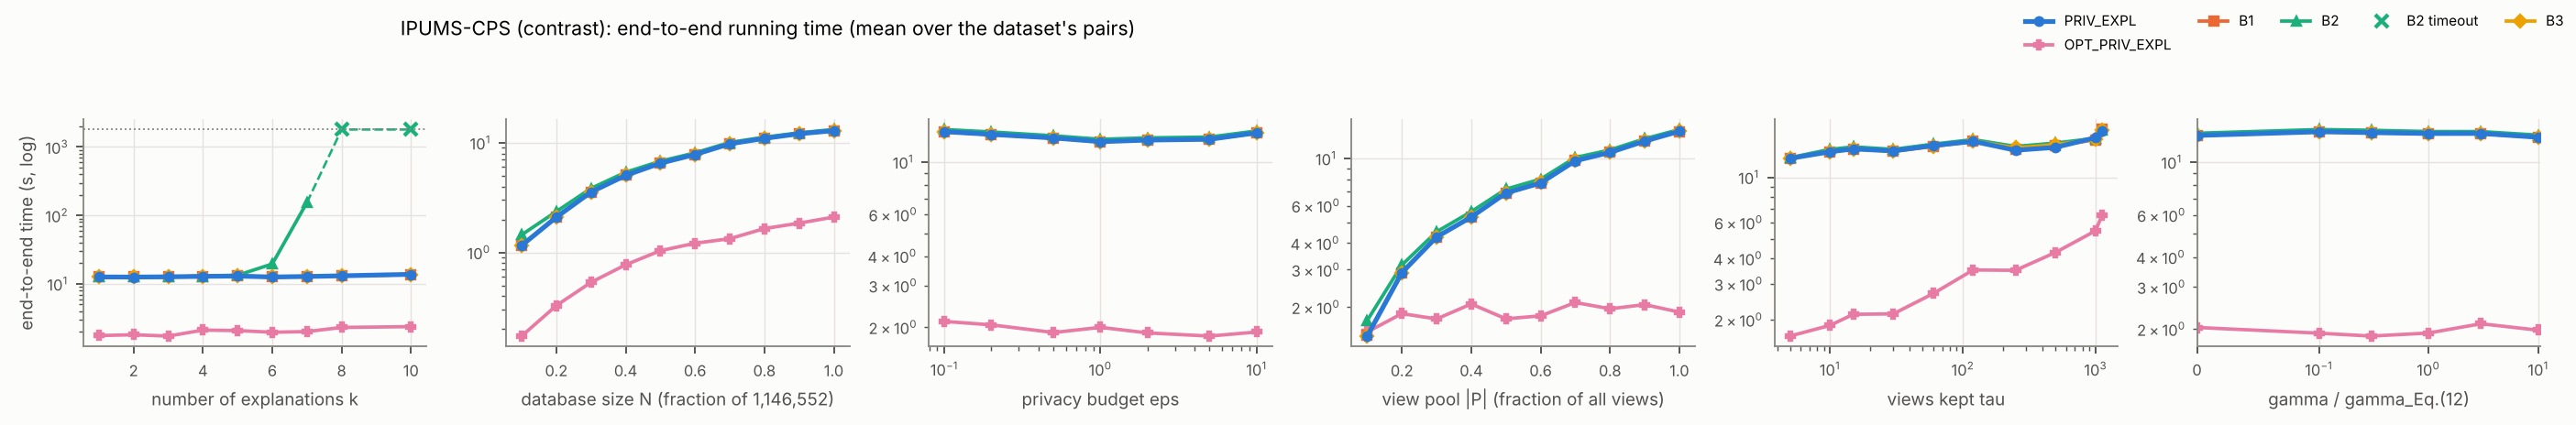 IPUMS-CPS (contrast): end-to-end running time (mean over the dataset's pairs)
PRIV_EXPL
B1
B2
B2 timeout
B3
OPT_PRIV_EXPL
end-to-end time (s, log)
10³
10²
10¹
2 4 6 8 10
number of explanations k
10¹
10⁰
0.2 0.4 0.6 0.8 1.0
database size N (fraction of 1,146,552)
10¹
6 × 10⁰
4 × 10⁰
3 × 10⁰
2 × 10⁰
10⁻¹ 10⁰ 10¹
privacy budget eps
10¹
6 × 10⁰
4 × 10⁰
3 × 10⁰
2 × 10⁰
0.2 0.4 0.6 0.8 1.0
view pool |P| (fraction of all views)
10¹
6 × 10⁰
4 × 10⁰
3 × 10⁰
2 × 10⁰
10¹ 10² 10³
views kept tau
10¹
6 × 10⁰
4 × 10⁰
3 × 10⁰
2 × 10⁰
0 10⁻¹ 10⁰ 10¹
gamma / gamma_Eq.(12)